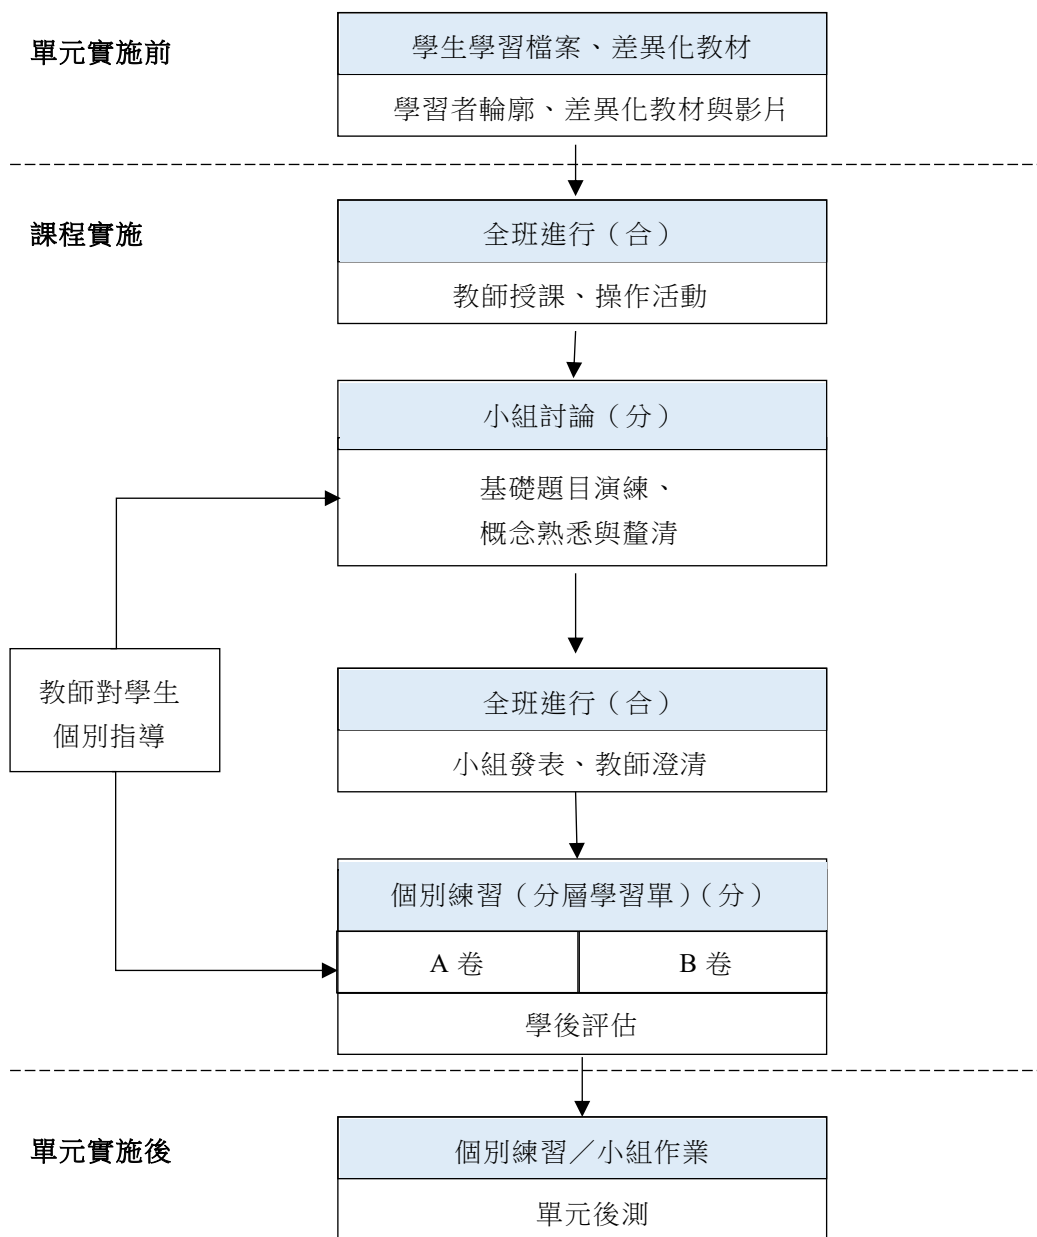 單元實施前
學生學習檔案、差異化教材
學習者輪廓、差異化教材與影片
課程實施
全班進行（合）
教師授課、操作活動
小組討論（分）
基礎題目演練、
概念熟悉與釐清
教師對學生
個別指導
全班進行（合）
小組發表、教師澄清
個別練習（分層學習單）（分）
A 卷
B 卷
學後評估
單元實施後
個別練習／小組作業
單元後測